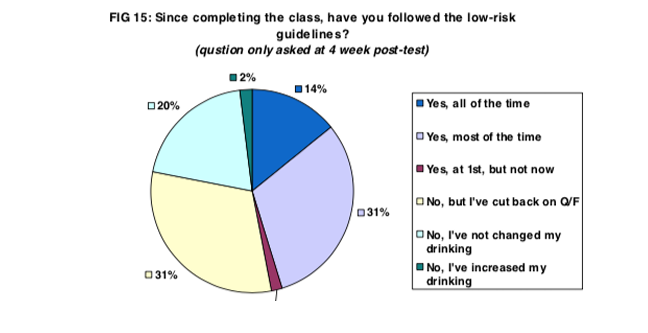 FIG 15: Since completing the class, have you followed the low-risk
guidelines?
(qustion only asked at 4 week post-test)
2%
14%
20%
31%
31%
Yes, all of the time
Yes, most of the time
Yes, at 1st, but not now
No, but I've cut back on Q/F
No, I've not changed my
drinking
No, I've increased my
drinking